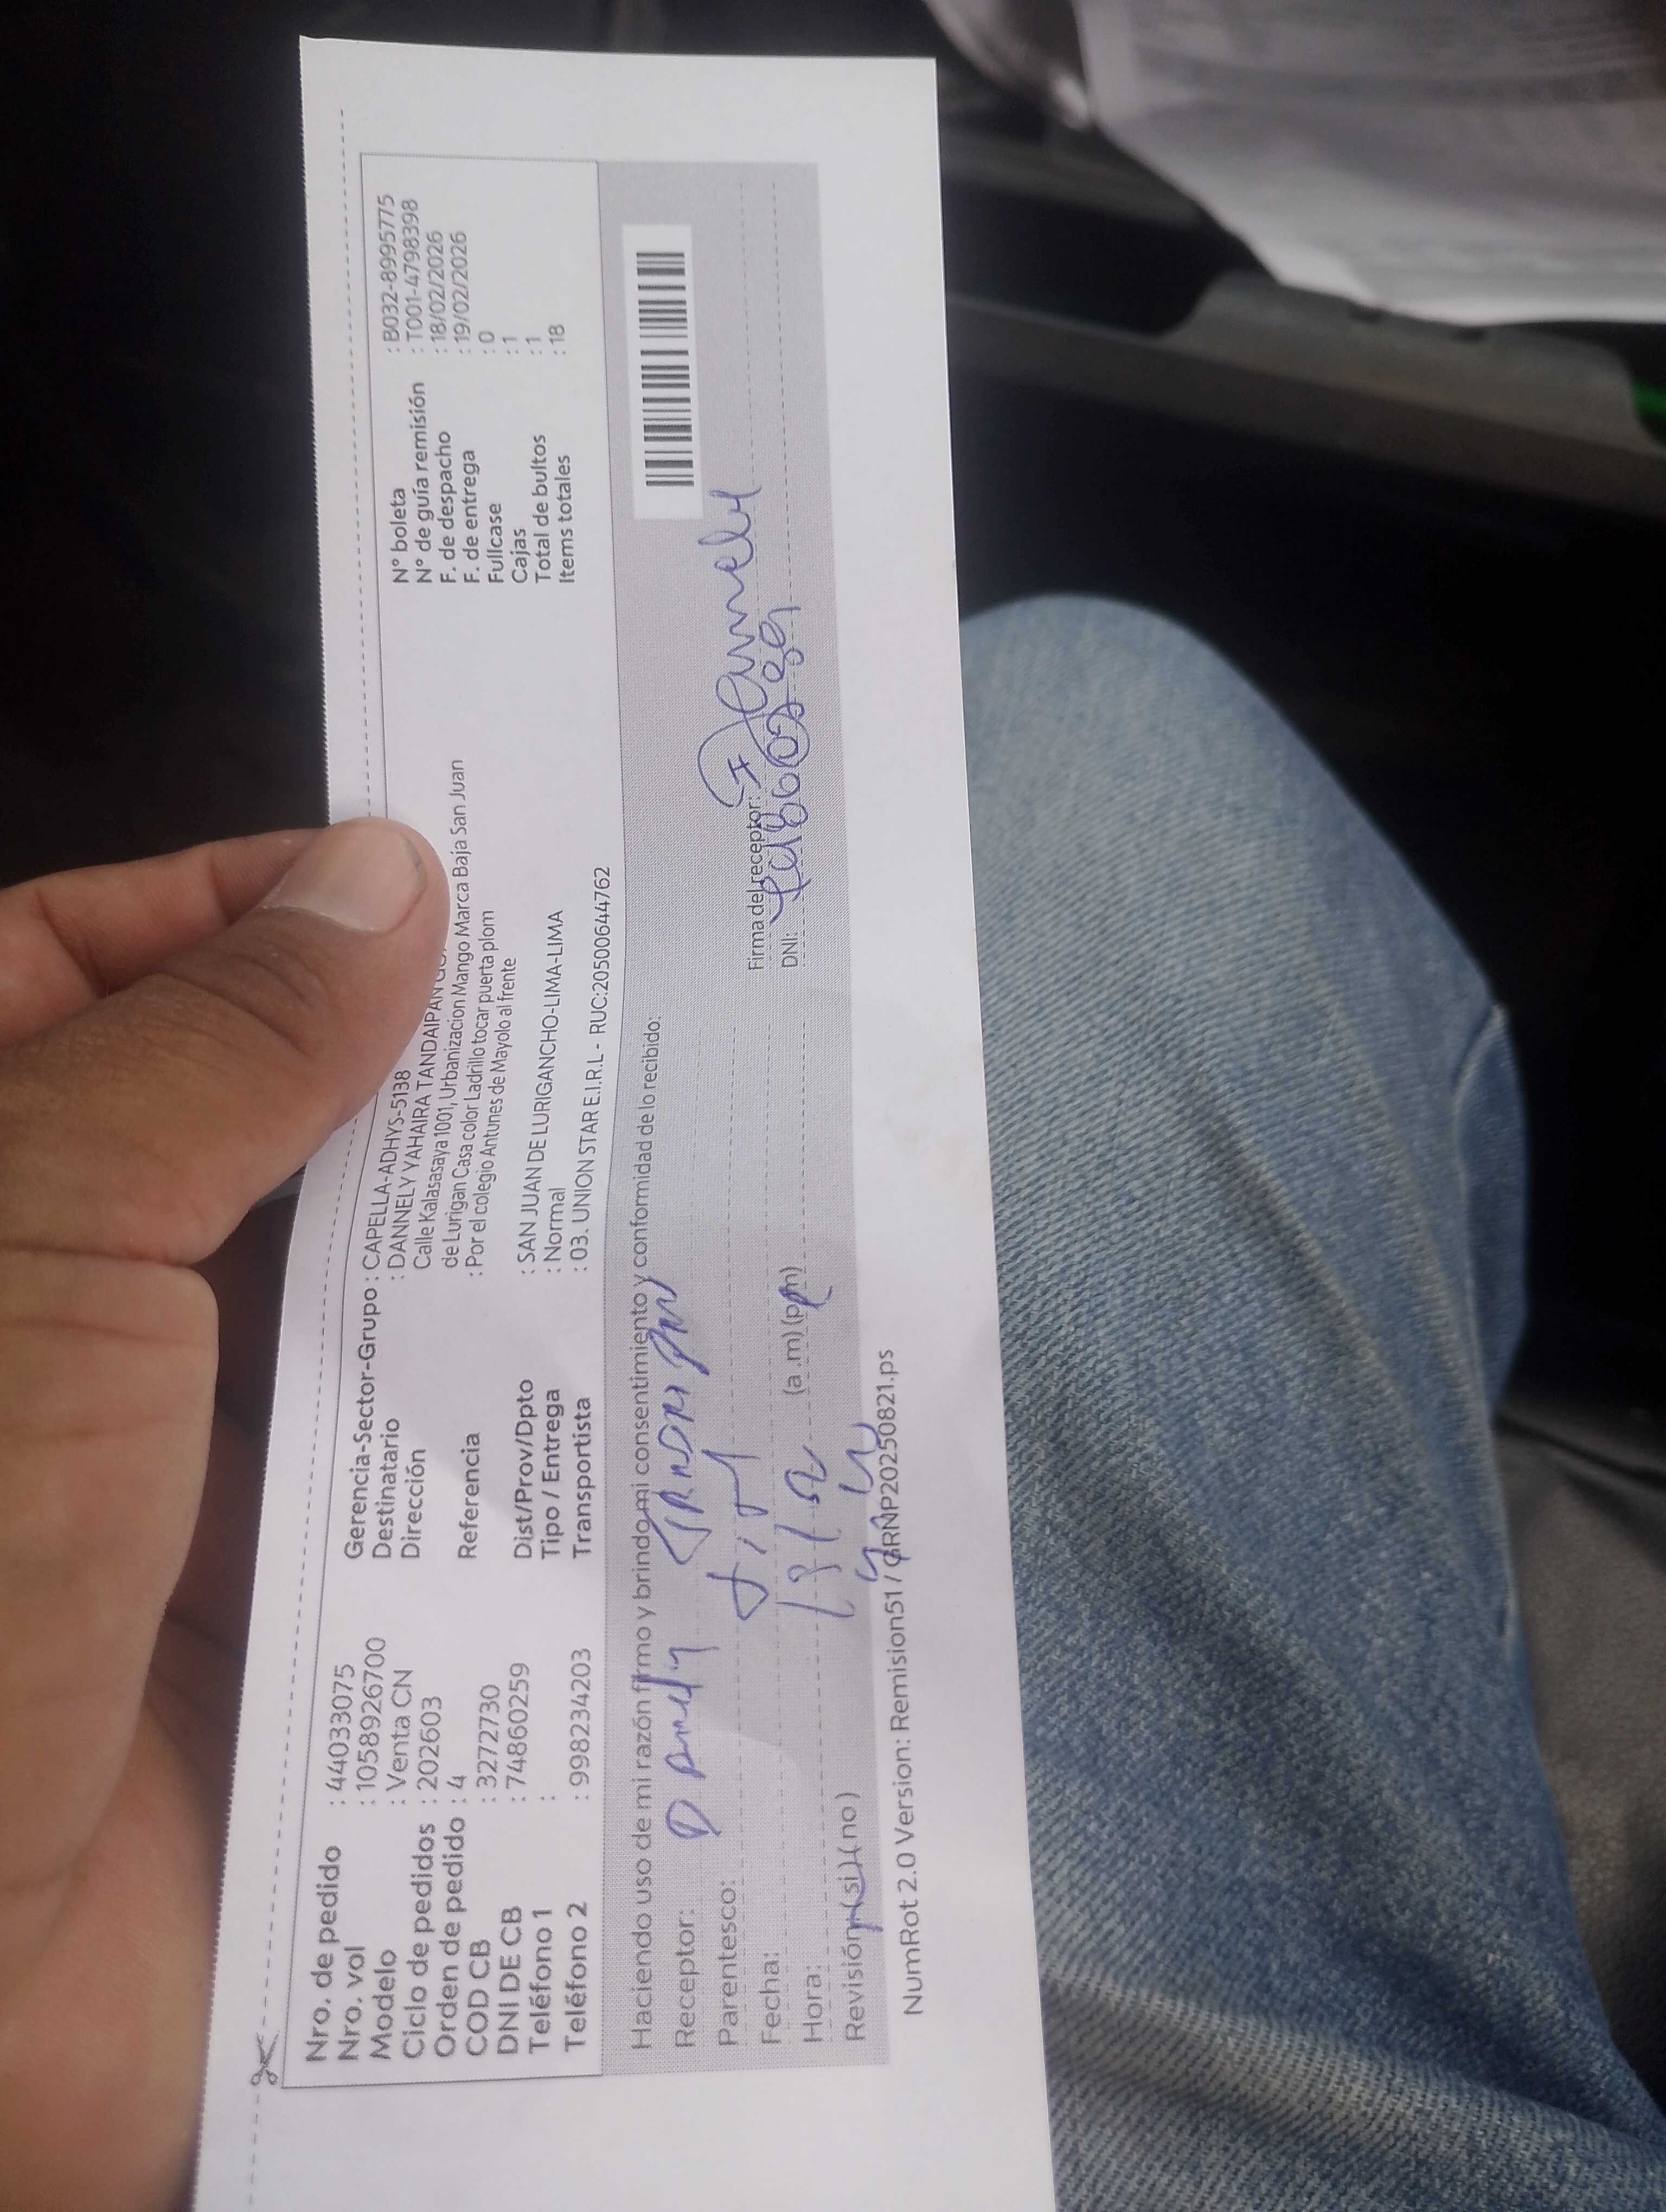 Nro. de pedido : 44033075
Nro. vol : 1058926700
Modelo : Venta CN
Ciclo de pedidos : 202603
Orden de pedido : 4
COD CB : 3272730
DNI DE CB : 74860259
Teléfono 1 :
Teléfono 2 : 998234203
Gerencia-Sector-Grupo : CAPELLA-ADHYS-5138
Destinatario : DANNELY YAHAIRA TANDAIPAN
Dirección Calle Kalasasaya 1001, Urbanizacion Mango Marca Baja San Juan
de Lurigan Casa color Ladrillo tocar puerta plom
Referencia : Por el colegio Antunes de Mayolo al frente
Dist/Prov/Dpto : SAN JUAN DE LURIGANCHO-LIMA-LIMA
Tipo / Entrega : Normal
Transportista : 03. UNION STAR E.I.R.L - RUC:20500644762
N° boleta : B032-8995775
N° de guía remisión : T001-4798398
F. de despacho : 18/02/2026
F. de entrega : 19/02/2026
Fullcase : 0
Cajas : 1
Total de bultos : 1
Items totales : 18
Haciendo uso de mi razón firmo y brindo mi consentimiento y conformidad de lo recibido:
Receptor:
Parentesco:
Fecha:
Hora: (a .m) (pm)
Revisión (si) (no)
Firma del receptor:
DNI:
NumRot 2.0 Version: Remision51 / GRNP20250821.ps